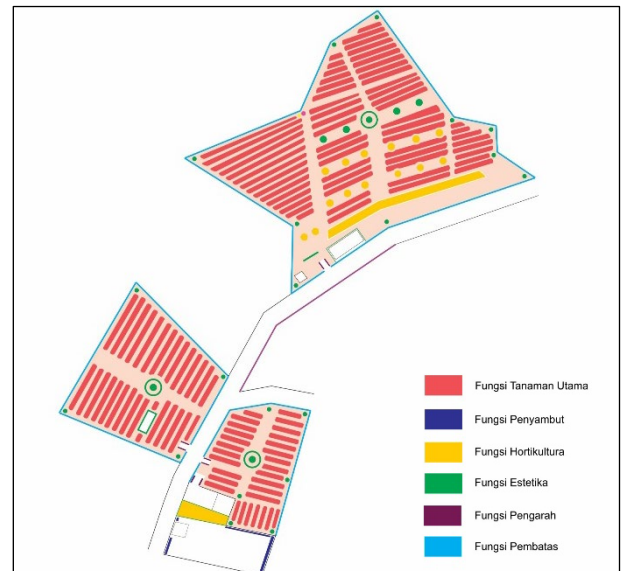 Fungsi Tanaman Utama
Fungsi Penyambut
Fungsi Hortikultura
Fungsi Estetika
Fungsi Pengarah
Fungsi Pembatas